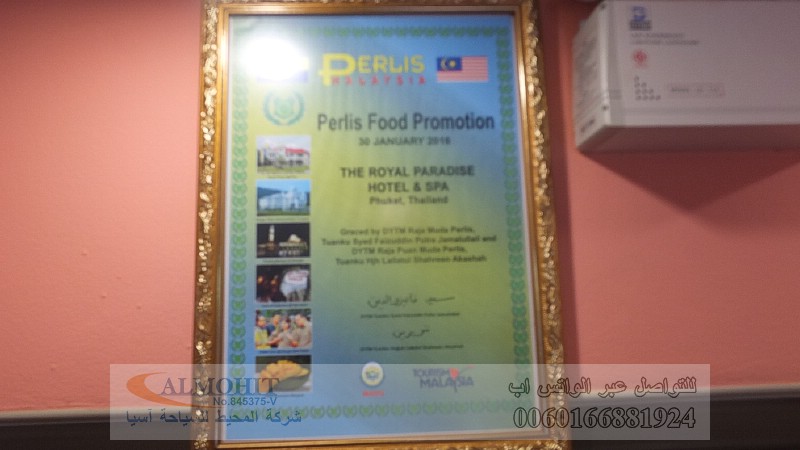 PERLIS
MALAYSIA
Perlis Food Promotion
30 JANUARY 2016
THE ROYAL PARADISE
HOTEL & SPA
Phuket, Thailand
Graced by DYTM Raja Muda Perlis,
Tuanku Syed Faizuddin Putra Jamalullail and
DYTM Raja Puan Muda Perlis,
Tuanku Hjh Lailatul Shahreen Akashah
TOURISM
MALAYSIA
ALMOHIT
No.845375-V
شركة المحيط للسياحة آسيا
للتواصل عبر الواتس اب
0060166881924